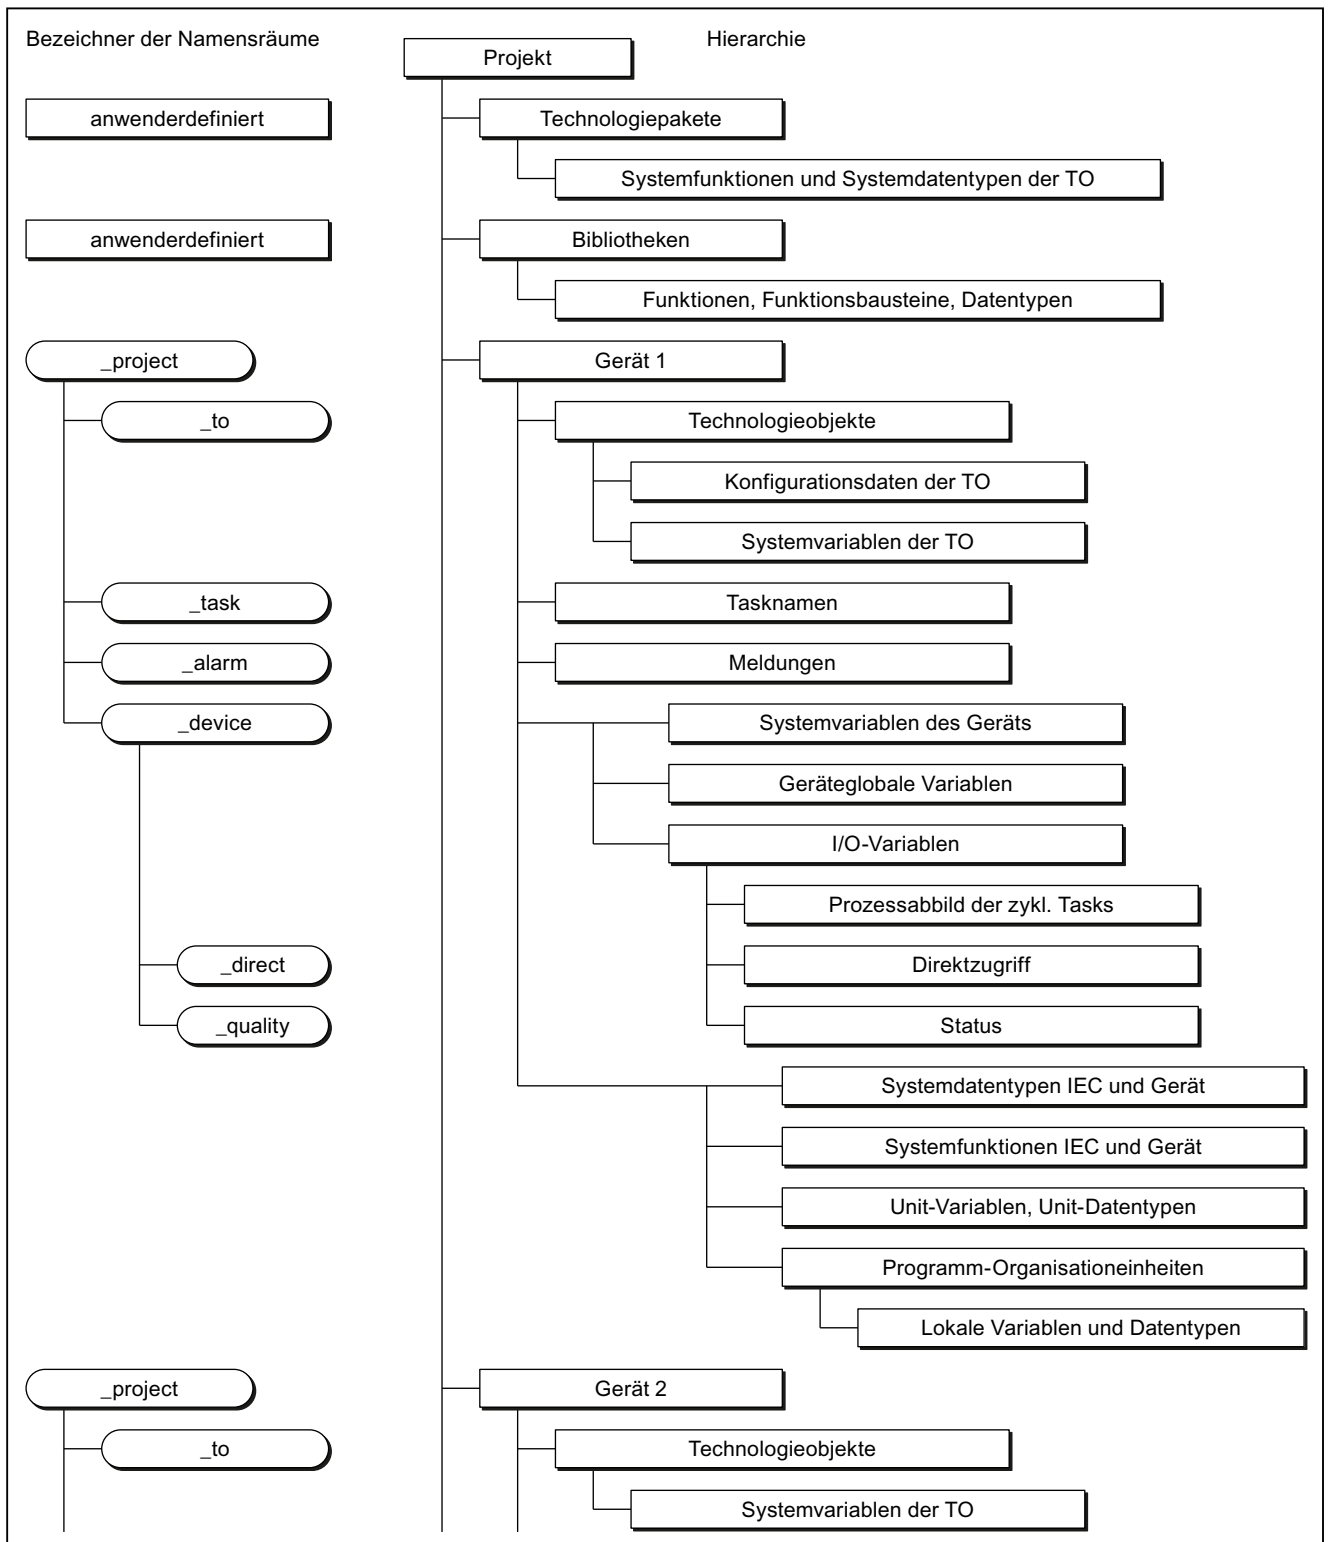 Bezeichner der Namensräume
Hierarchie
Projekt
anwenderdefiniert
Technologiepakete
Systemfunktionen und Systemdatentypen der TO
anwenderdefiniert
Bibliotheken
Funktionen, Funktionsbausteine, Datentypen
_project
Gerät 1
_to
Technologieobjekte
Konfigurationsdaten der TO
Systemvariablen der TO
_task
Tasknamen
_alarm
Meldungen
_device
Systemvariablen des Geräts
Geräteglobale Variablen
I/O-Variablen
Prozessabbild der zykl. Tasks
_direct
Direktzugriff
_quality
Status
Systemdatentypen IEC und Gerät
Systemfunktionen IEC und Gerät
Unit-Variablen, Unit-Datentypen
Programm-Organisationeinheiten
Lokale Variablen und Datentypen
_project
Gerät 2
_to
Technologieobjekte
Systemvariablen der TO